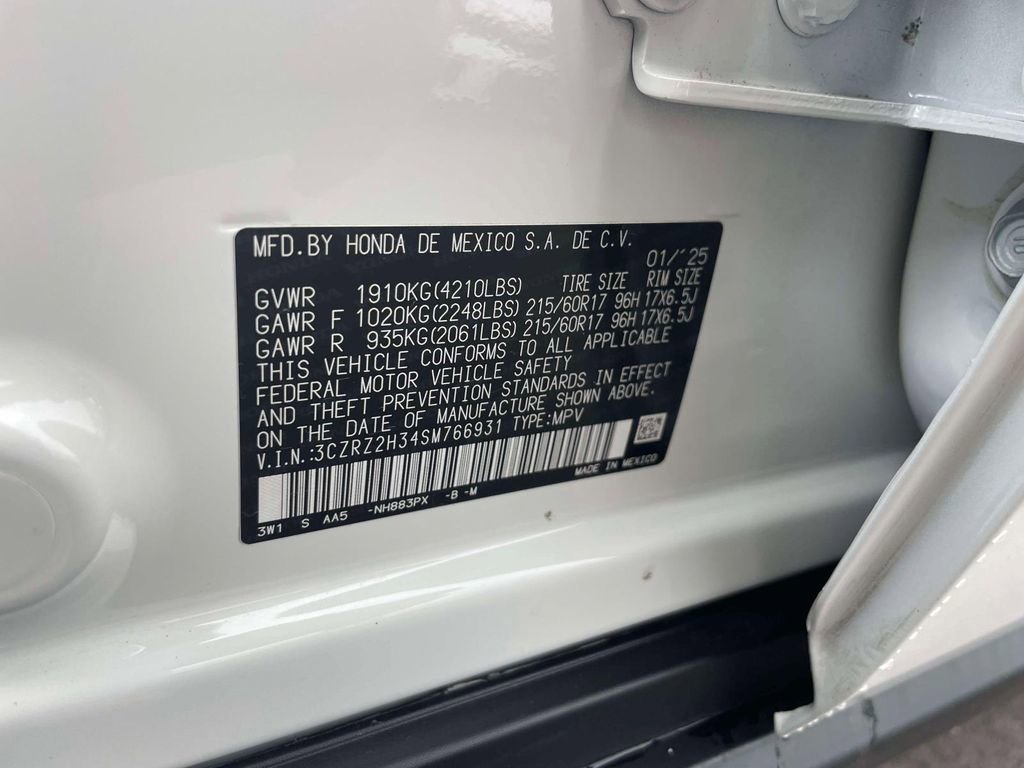 MFD.BY HONDA DE MEXICO S.A. DE C.V.
01/'25
GVWR 1910KG(4210LBS) TIRE SIZE RIM SIZE
GAWR F 1020KG(2248LBS) 215/60R17 96H 17X6.5J
GAWR R 935KG(2061LBS) 215/60R17 96H 17X6.5J
THIS VEHICLE CONFORMS TO ALL APPLICABLE
FEDERAL MOTOR VEHICLE SAFETY
AND THEFT PREVENTION STANDARDS IN EFFECT
ON THE DATE OF MANUFACTURE SHOWN ABOVE.
V.I.N.:3CZRZ2H34SM766931 TYPE:MPV
MADE IN MEXICO
3W1 S AA5 -NH883PX -B -M